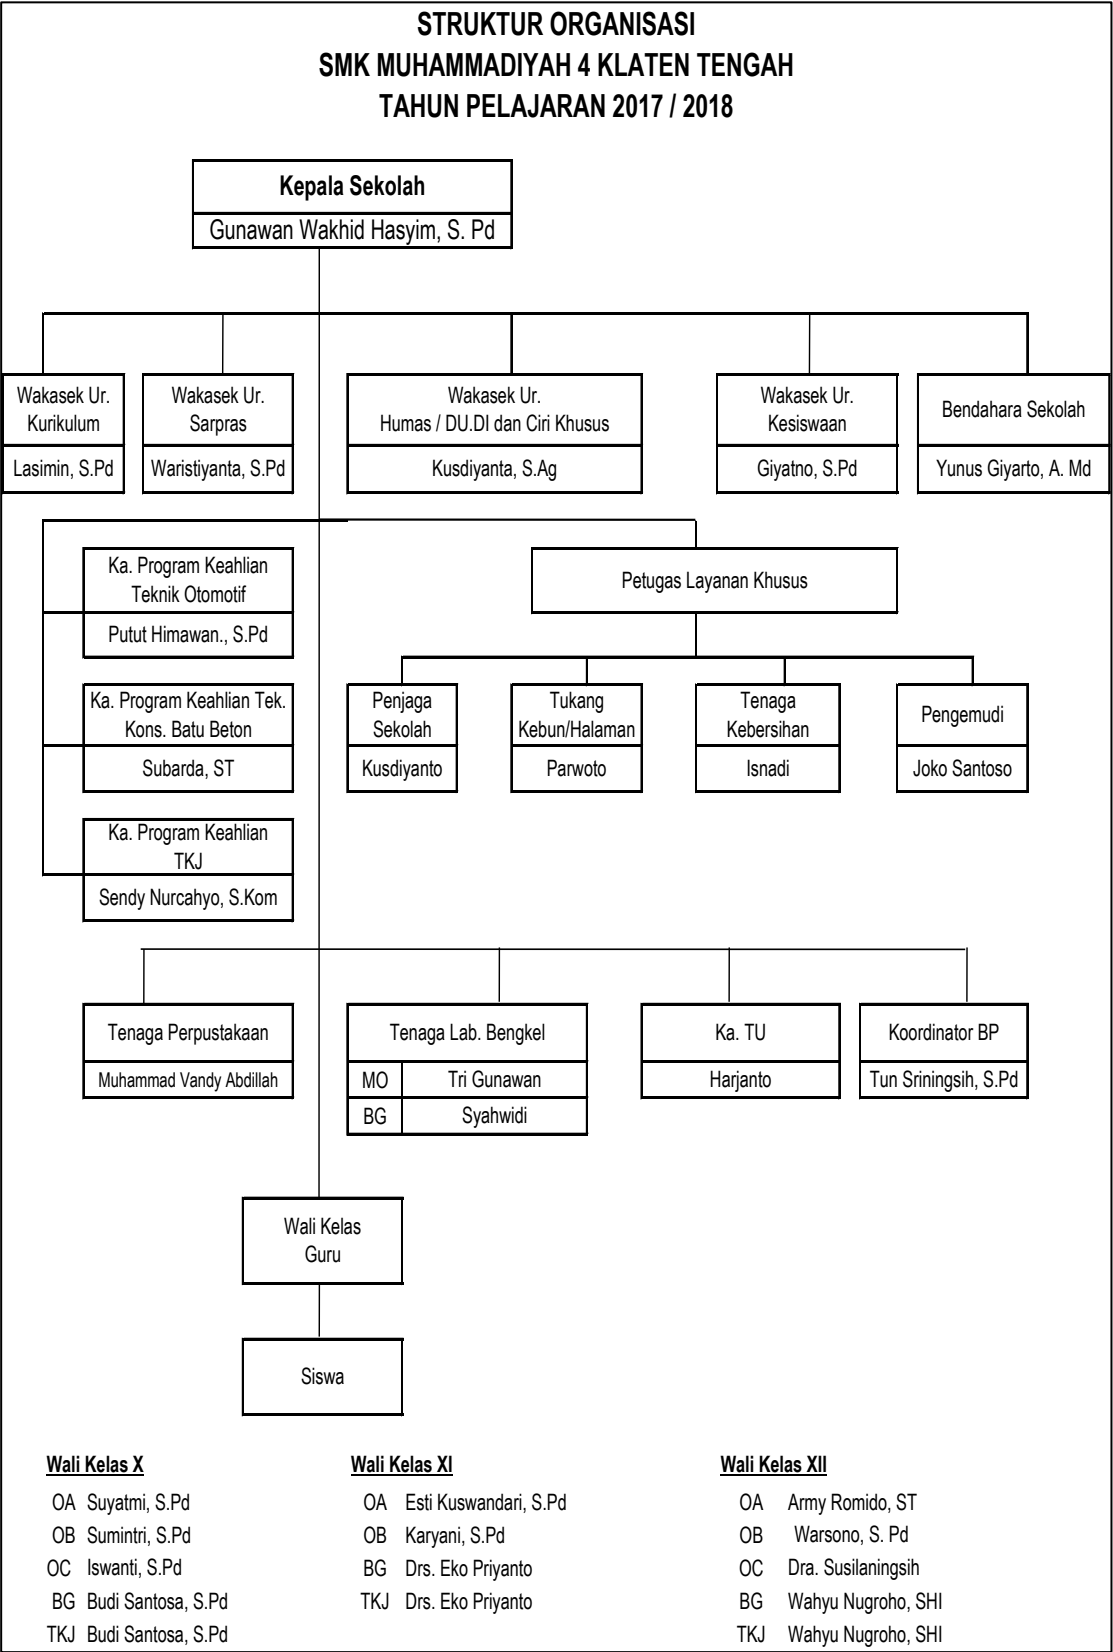 STRUKTUR ORGANISASI
SMK MUHAMMADIYAH 4 KLATEN TENGAH
TAHUN PELAJARAN 2017 / 2018
Kepala Sekolah
Gunawan Wakhid Hasyim, S. Pd
Wakasek Ur.
Kurikulum
Lasimin, S.Pd
Wakasek Ur.
Sarpras
Waristiyanta, S.Pd
Wakasek Ur.
Humas / DU.DI dan Ciri Khusus
Kusdiyanta, S.Ag
Wakasek Ur.
Kesiswaan
Giyatno, S.Pd
Bendahara Sekolah
Yunus Giyarto, A. Md
Ka. Program Keahlian
Teknik Otomotif
Putut Himawan., S.Pd
Ka. Program Keahlian Tek.
Kons. Batu Beton
Subarda, ST
Ka. Program Keahlian
TKJ
Sendy Nurcahyo, S.Kom
Petugas Layanan Khusus
Penjaga
Sekolah
Kusdiyanto
Tukang
Kebun/Halaman
Parwoto
Tenaga
Kebersihan
Isnadi
Pengemudi
Joko Santoso
Tenaga Perpustakaan
Muhammad Vandy Abdillah
Tenaga Lab. Bengkel
MO Tri Gunawan
BG Syahwidi
Ka. TU
Harjanto
Koordinator BP
Tun Sriningsih, S.Pd
Wali Kelas
Guru
Siswa
Wali Kelas X
OA Suyatmi, S.Pd
OB Sumintri, S.Pd
OC Iswanti, S.Pd
BG Budi Santosa, S.Pd
TKJ Budi Santosa, S.Pd
Wali Kelas XI
OA Esti Kuswandari, S.Pd
OB Karyani, S.Pd
BG Drs. Eko Priyanto
TKJ Drs. Eko Priyanto
Wali Kelas XII
OA Army Romido, ST
OB Warsono, S. Pd
OC Dra. Susilaningsih
BG Wahyu Nugroho, SHI
TKJ Wahyu Nugroho, SHI